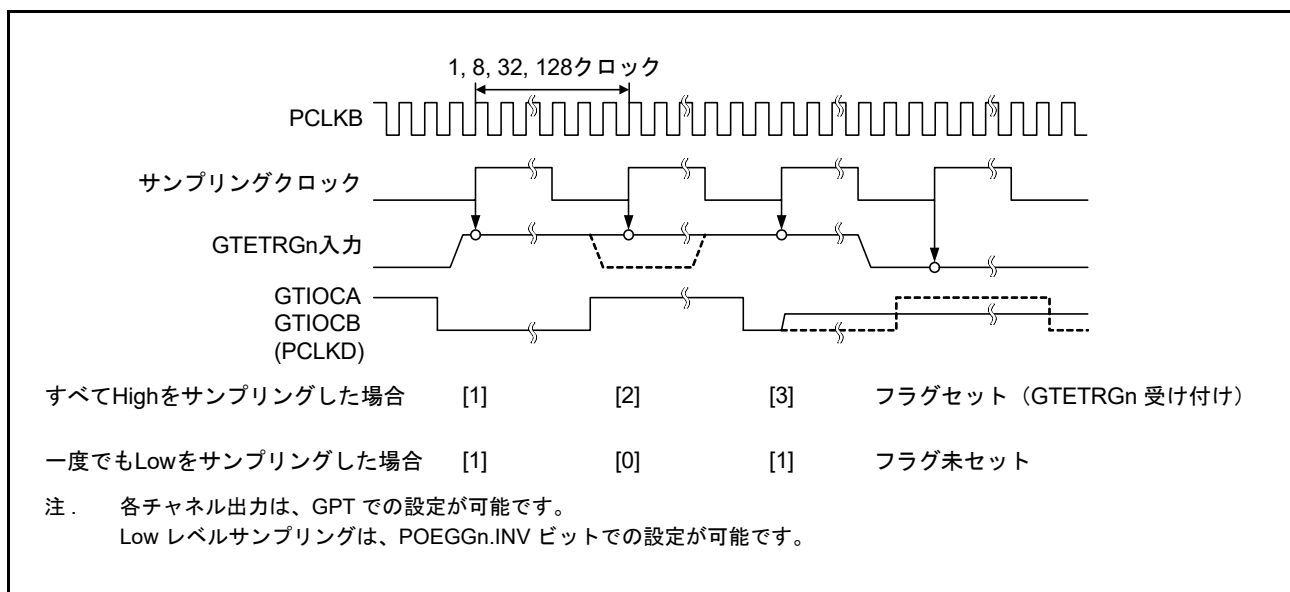 1, 8, 32, 128クロック
PCLKB
サンプリングクロック
GTETRGn入力
GTIOCA
GTIOCB
(PCLKD)
すべてHighをサンプリングした場合 [1] [2] [3] フラグセット（GTETRGn 受け付け）
一度でもLowをサンプリングした場合 [1] [0] [1] フラグ未セット
注 . 各チャネル出力は、GPT での設定が可能です。
Low レベルサンプリングは、POEGGn.INV ビットでの設定が可能です。